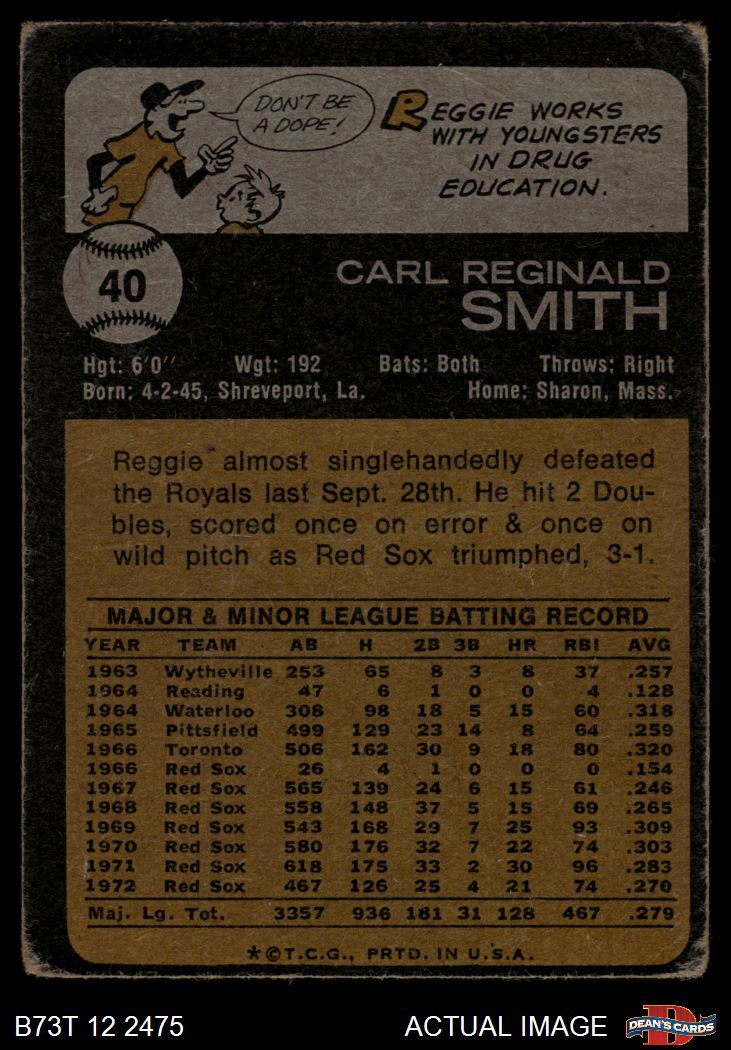 DON'T BE
A DOPE!
REGGIE WORKS
WITH YOUNGSTERS
IN DRUG
EDUCATION.
40
CARL REGINALD
SMITH
Hgt: 6'0" Wgt: 192 Bats: Both Throws: Right
Born: 4-2-45, Shreveport, La. Home: Sharon, Mass.
Reggie almost singlehandedly defeated
the Royals last Sept. 28th. He hit 2 Dou-
bles, scored once on error & once on
wild pitch as Red Sox triumphed, 3-1.
MAJOR & MINOR LEAGUE BATTING RECORD
YEAR TEAM AB H 2B 3B HR RBI AVG
1963 Wytheville 253 65 8 3 8 37 .257
1964 Reading 47 6 1 0 0 4 .128
1964 Waterloo 308 98 18 5 15 60 .318
1965 Pittsfield 499 129 23 14 8 64 .259
1966 Toronto 506 162 30 9 18 80 .320
1966 Red Sox 26 4 1 0 0 0 .154
1967 Red Sox 565 139 24 6 15 61 .246
1968 Red Sox 558 148 37 5 15 69 .265
1969 Red Sox 543 168 29 7 25 93 .309
1970 Red Sox 580 176 32 7 22 74 .303
1971 Red Sox 618 175 33 2 30 96 .283
1972 Red Sox 467 126 25 4 21 74 .270
Maj. Lg. Tot. 3357 936 181 31 128 467 .279
*©T.C.G., PRTD. IN U.S.A.
B73T 12 2475 ACTUAL IMAGE D DEAN'S CARDS